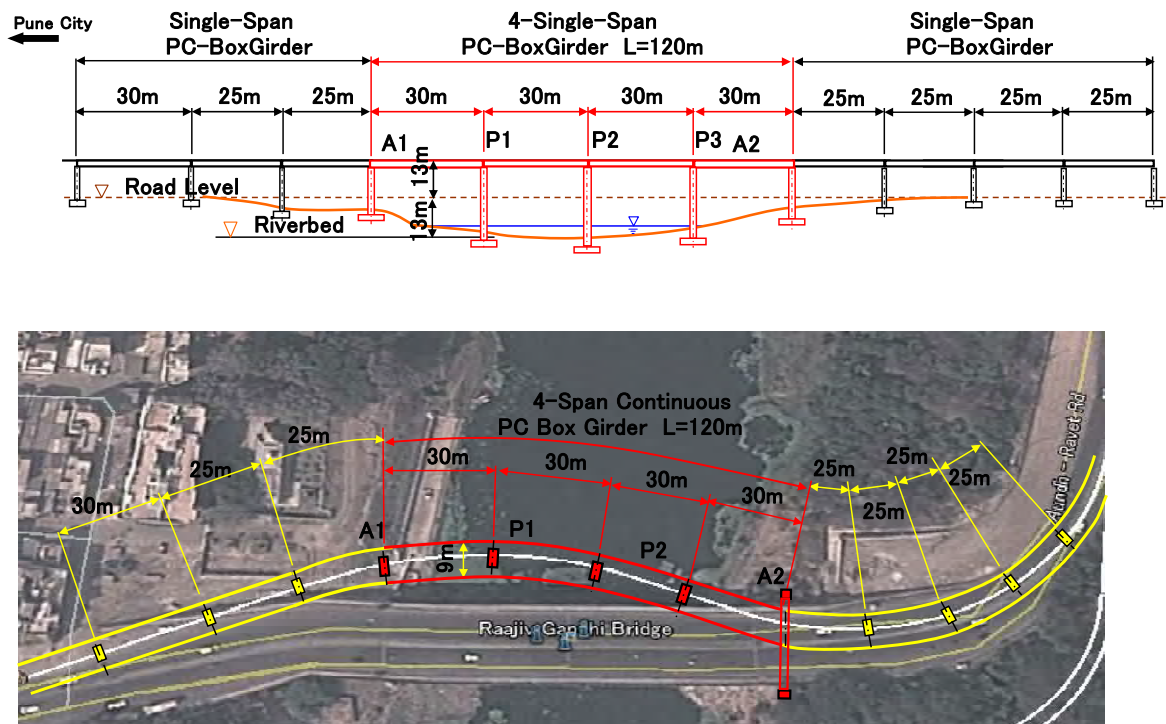 Pune City
Single-Span
PC-BoxGirder
4-Single-Span
PC-BoxGirder L=120m
Single-Span
PC-BoxGirder
30m
25m
25m
30m
30m
30m
30m
25m
25m
25m
25m
A1
P1
P2
P3
A2
13m
Road Level
13m
Riverbed
4-Span Continuous
PC Box Girder L=120m
25m
25m
30m
30m
30m
30m
30m
25m
25m
25m
25m
Aundh - Ravet Rd
A1
P1
P2
A2
9m
Raajiv Gandhi Bridge